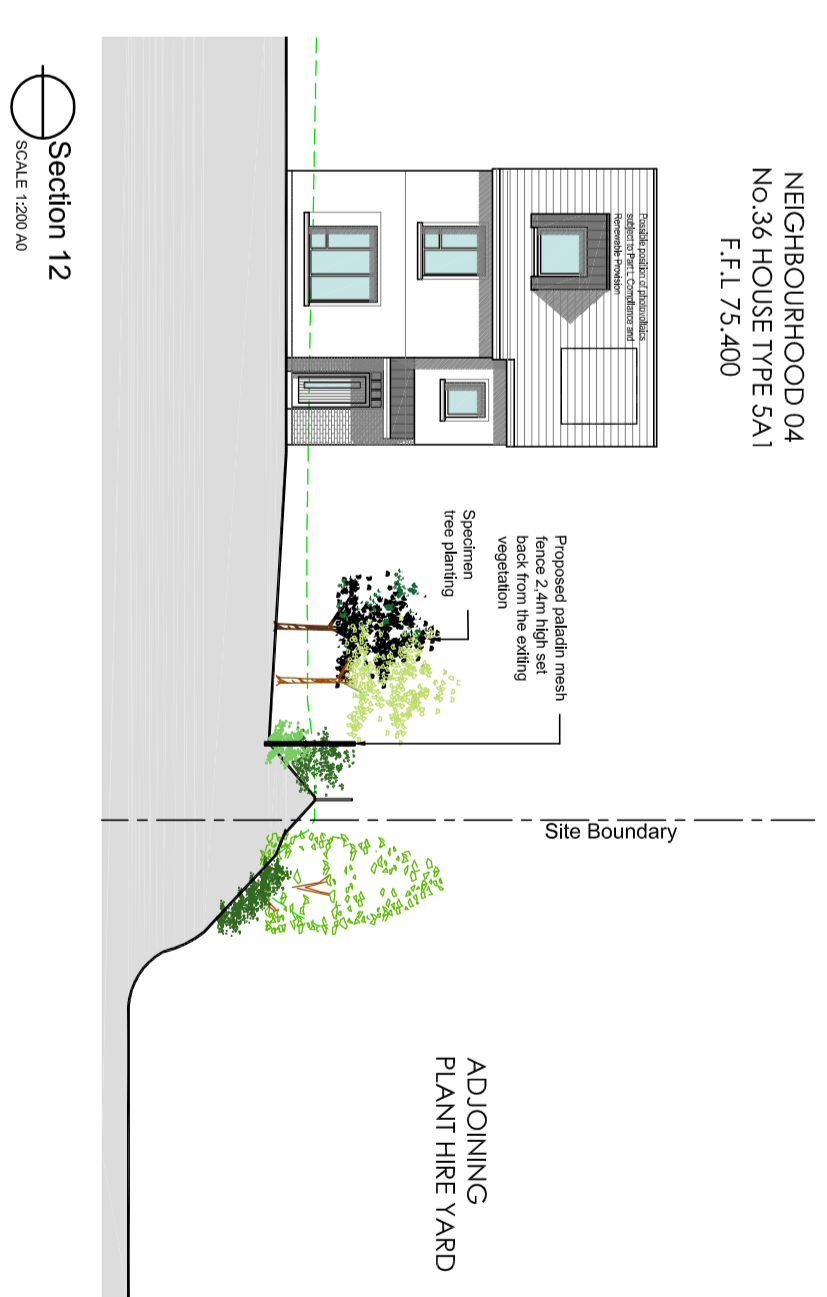 NEIGHBOURHOOD 04
No.36 HOUSE TYPE 5A1
F.F.L 75.400
Possible position of photovoltaics
subject to Part L Compliance and
Renewable Provision
Proposed paladin mesh
fence 2,4m high set
back from the exiting
vegetation
Specimen
tree planting
Site Boundary
ADJOINING
PLANT HIRE YARD
Section 12
SCALE 1:200 A0